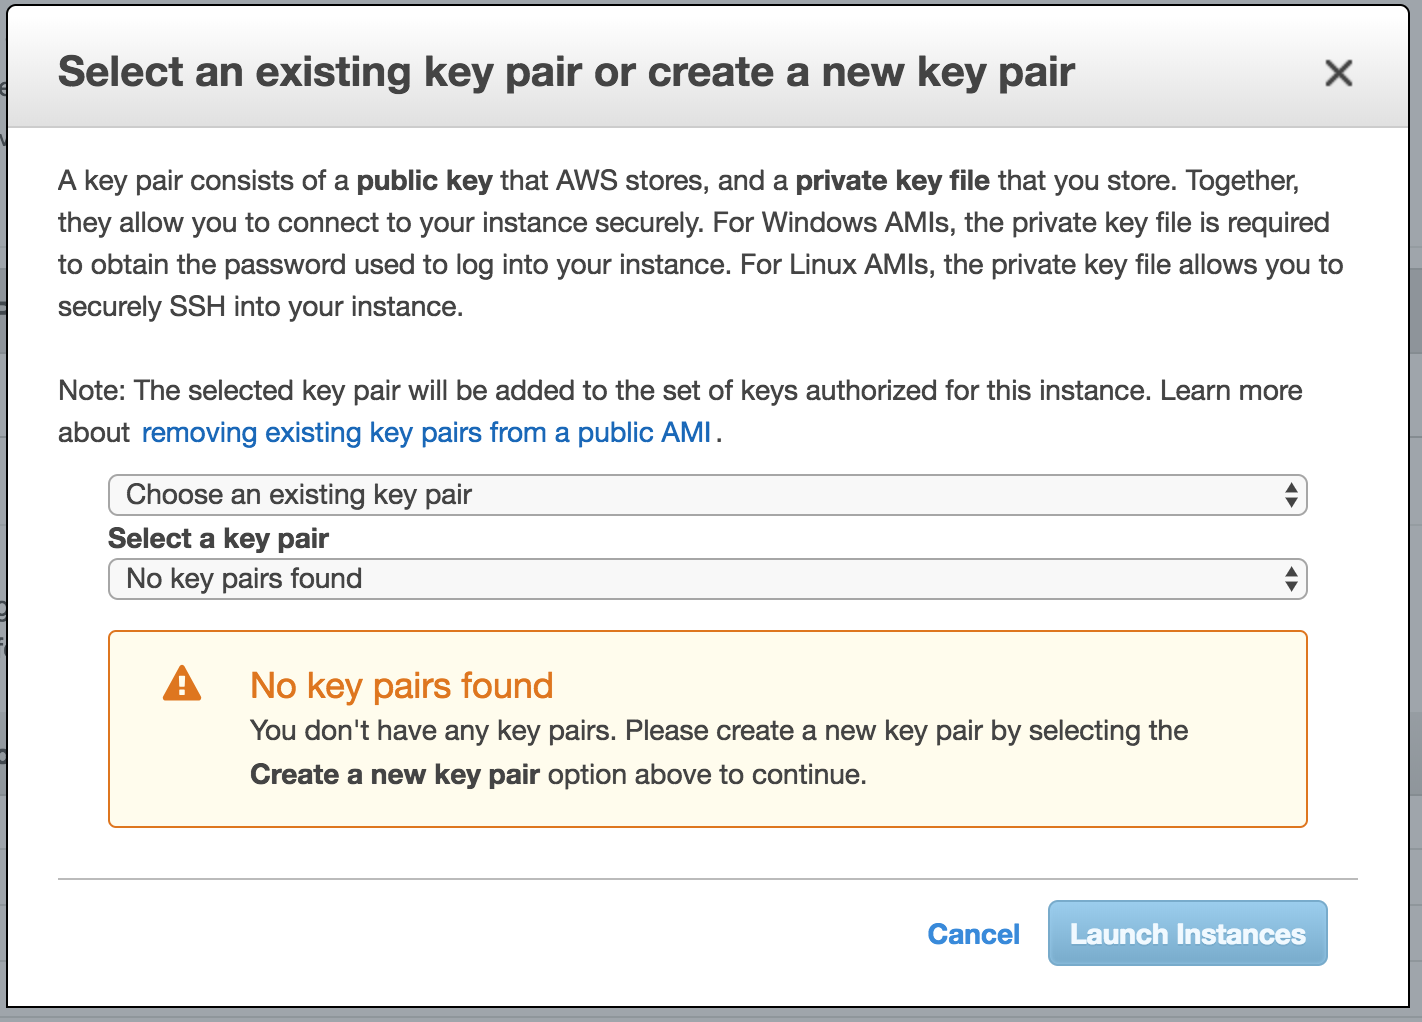 Select an existing key pair or create a new key pair
A key pair consists of a public key that AWS stores, and a private key file that you store. Together,
they allow you to connect to your instance securely. For Windows AMIs, the private key file is required
to obtain the password used to log into your instance. For Linux AMIs, the private key file allows you to
securely SSH into your instance.
Note: The selected key pair will be added to the set of keys authorized for this instance. Learn more
about removing existing key pairs from a public AMI.
Choose an existing key pair
Select a key pair
No key pairs found
No key pairs found
You don't have any key pairs. Please create a new key pair by selecting the
Create a new key pair option above to continue.
Cancel
Launch Instances